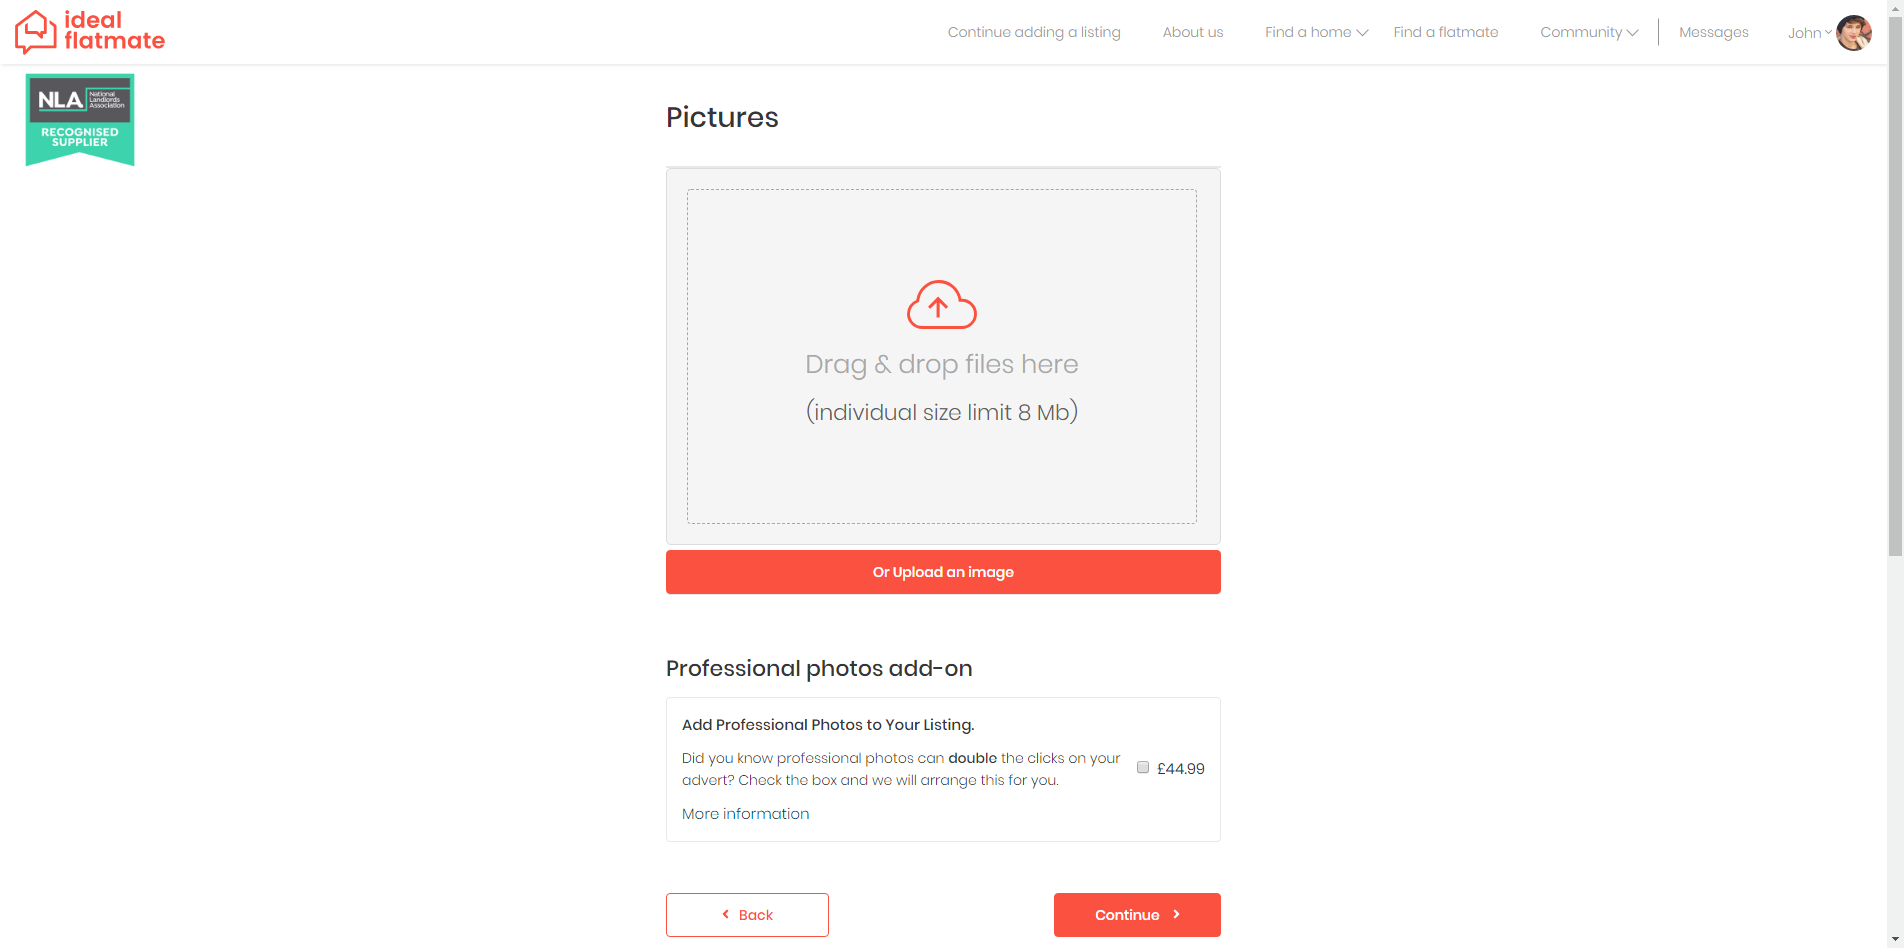 ideal
flatmate
Continue adding a listing
About us
Find a home
Find a flatmate
Community
Messages
John
NLA National
Landlords
Association
RECOGNISED
SUPPLIER
Pictures
Drag & drop files here
(individual size limit 8 Mb)
Or Upload an image
Professional photos add-on
Add Professional Photos to Your Listing.
Did you know professional photos can double the clicks on your
advert? Check the box and we will arrange this for you.
£44.99
More information
Back
Continue